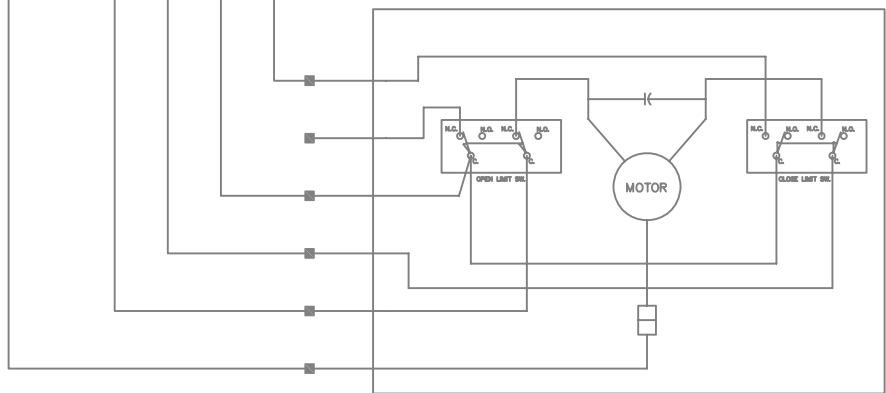 N.C. N.O. N.C. N.O.
C. C.
OPEN LIMIT SW.
MOTOR
N.C. N.O. N.C. N.O.
C. C.
CLOSE LIMIT SW.